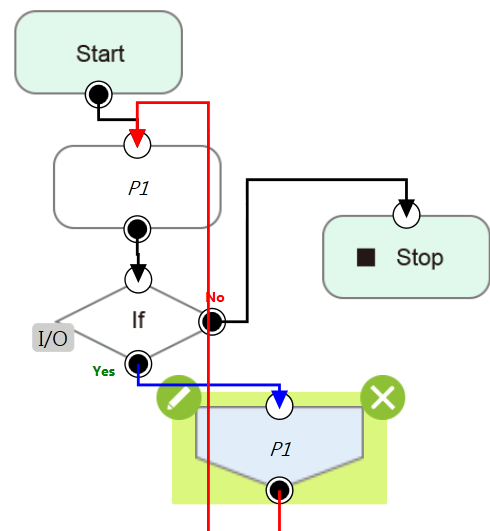 Start
P1
No
If
I/O
Yes
Stop
P1